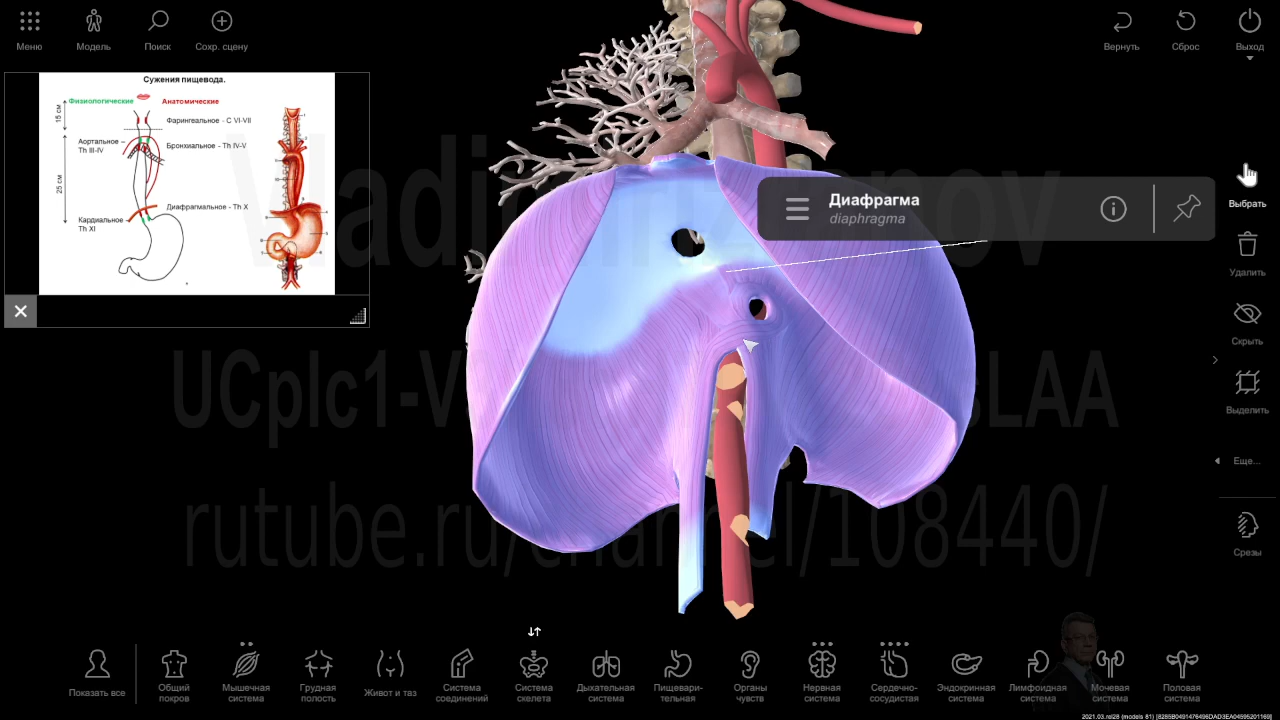 Меню
Модель
Поиск
Сохр. сцену
Вернуть
Сброс
Выход
Сужения пищевода.
Физиологические
Анатомические
15 см
Фарингеальное - C VI-VII
Аортальное –
Th III-IV
Бронхиальное - Th IV-V
25 см
Диафрагмальное - Th X
Кардиальное
Th XI
Диафрагма
diaphragma
Выбрать
Удалить
Скрыть
Выделить
Еще...
Срезы
rutube.ru/channel/108440/
Показать все
Общий
покров
Мышечная
система
Грудная
полость
Живот и таз
Система
соединений
Система
скелета
Дыхательная
система
Пищевари-
тельная
Органы
чувств
Нервная
система
Сердечно-
сосудистая
Эндокринная
система
Лимфоидная
система
Мочевая
система
Половая
система